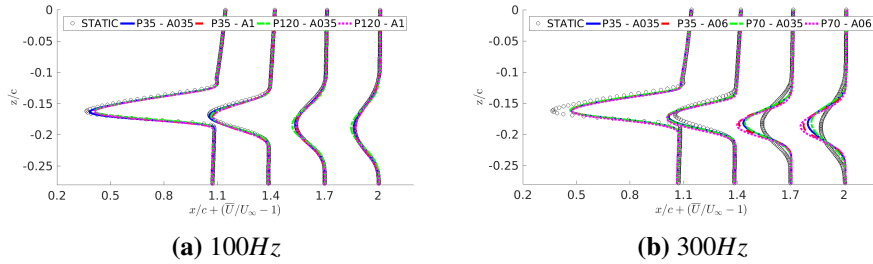 0
STATIC P35 - A035 P35 - A1 P120 - A035 P120 - A1
-0.05
-0.1
z/c
-0.15
-0.2
-0.25
0.2 0.5 0.8 1.1 1.4 1.7 2
x/c + (U̅/U∞ − 1)
(a) 100Hz
0
STATIC P35 - A035 P35 - A06 P70 - A035 P70 - A06
-0.05
-0.1
z/c
-0.15
-0.2
-0.25
0.2 0.5 0.8 1.1 1.4 1.7 2
x/c + (U̅/U∞ − 1)
(b) 300Hz